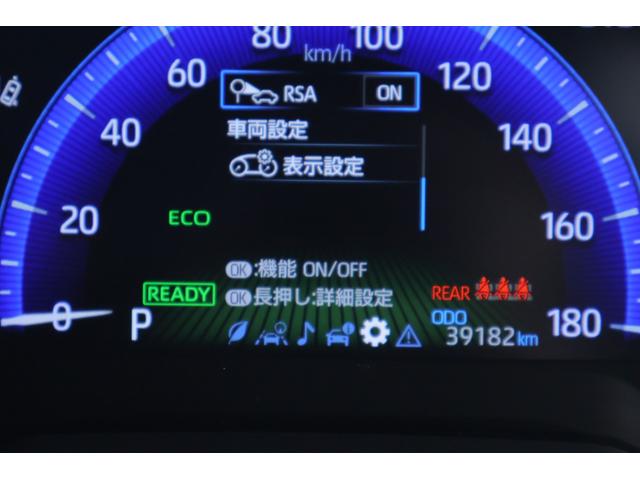 80
100
km/h
60
120
RSA ON
車両設定
40
140
表示設定
20
ECO
160
OK:機能 ON/OFF
READY
OK長押し:詳細設定
REAR
0
P
ODO
180
39182km